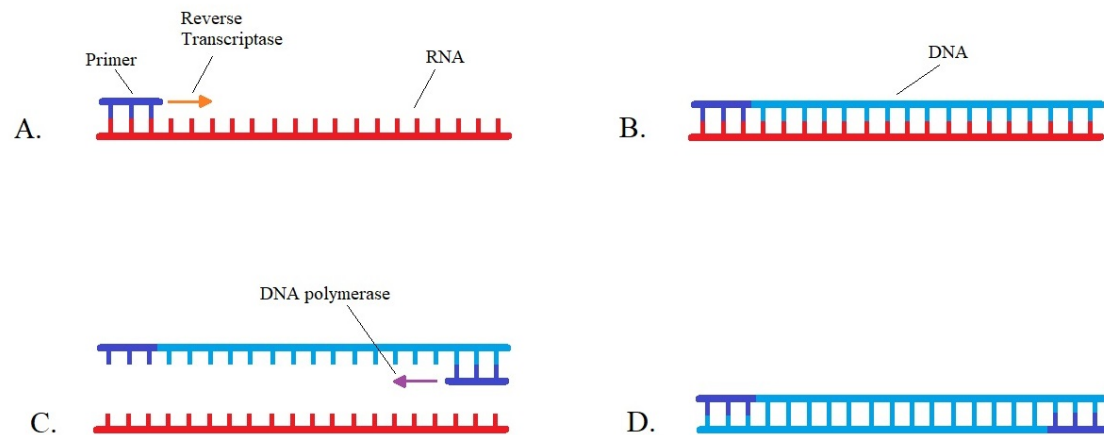 Reverse
Transcriptase
Primer
RNA
A.
DNA
B.
DNA polymerase
C.
D.